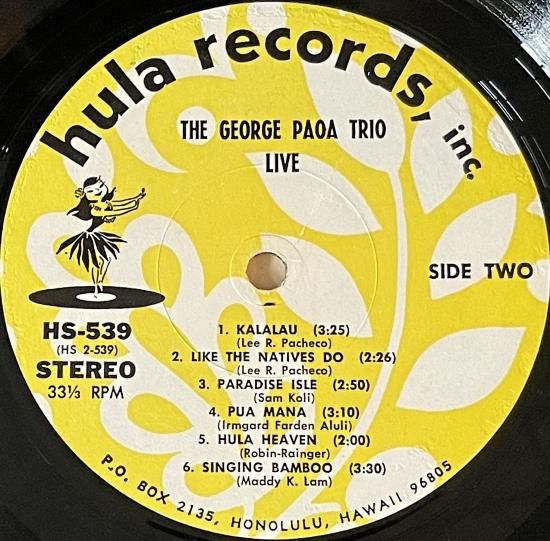 hula records, inc.
THE GEORGE PAOA TRIO
LIVE
SIDE TWO
HS-539
(HS 2-539)
STEREO
33⅓ RPM
1. KALALAU (3:25)
(Lee R. Pacheco)
2. LIKE THE NATIVES DO (2:26)
(Lee R. Pacheco)
3. PARADISE ISLE (2:50)
(Sam Koli)
4. PUA MANA (3:10)
(Irmgard Farden Aluli)
5. HULA HEAVEN (2:00)
(Robin-Rainger)
6. SINGING BAMBOO (3:30)
(Maddy K. Lam)
P.O. BOX 2135, HONOLULU, HAWAII 96805